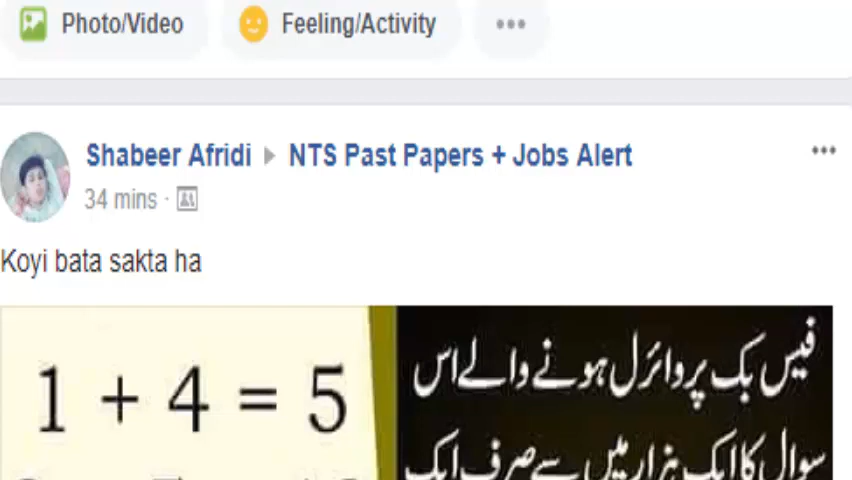 Photo/Video Feeling/Activity
Shabeer Afridi NTS Past Papers + Jobs Alert
34 mins ·
Koyi bata sakta ha
1 + 4 = 5
فیس بک پر وائرل ہونے والے اس
سوال کا ایک ہزار میں سے صرف ایک